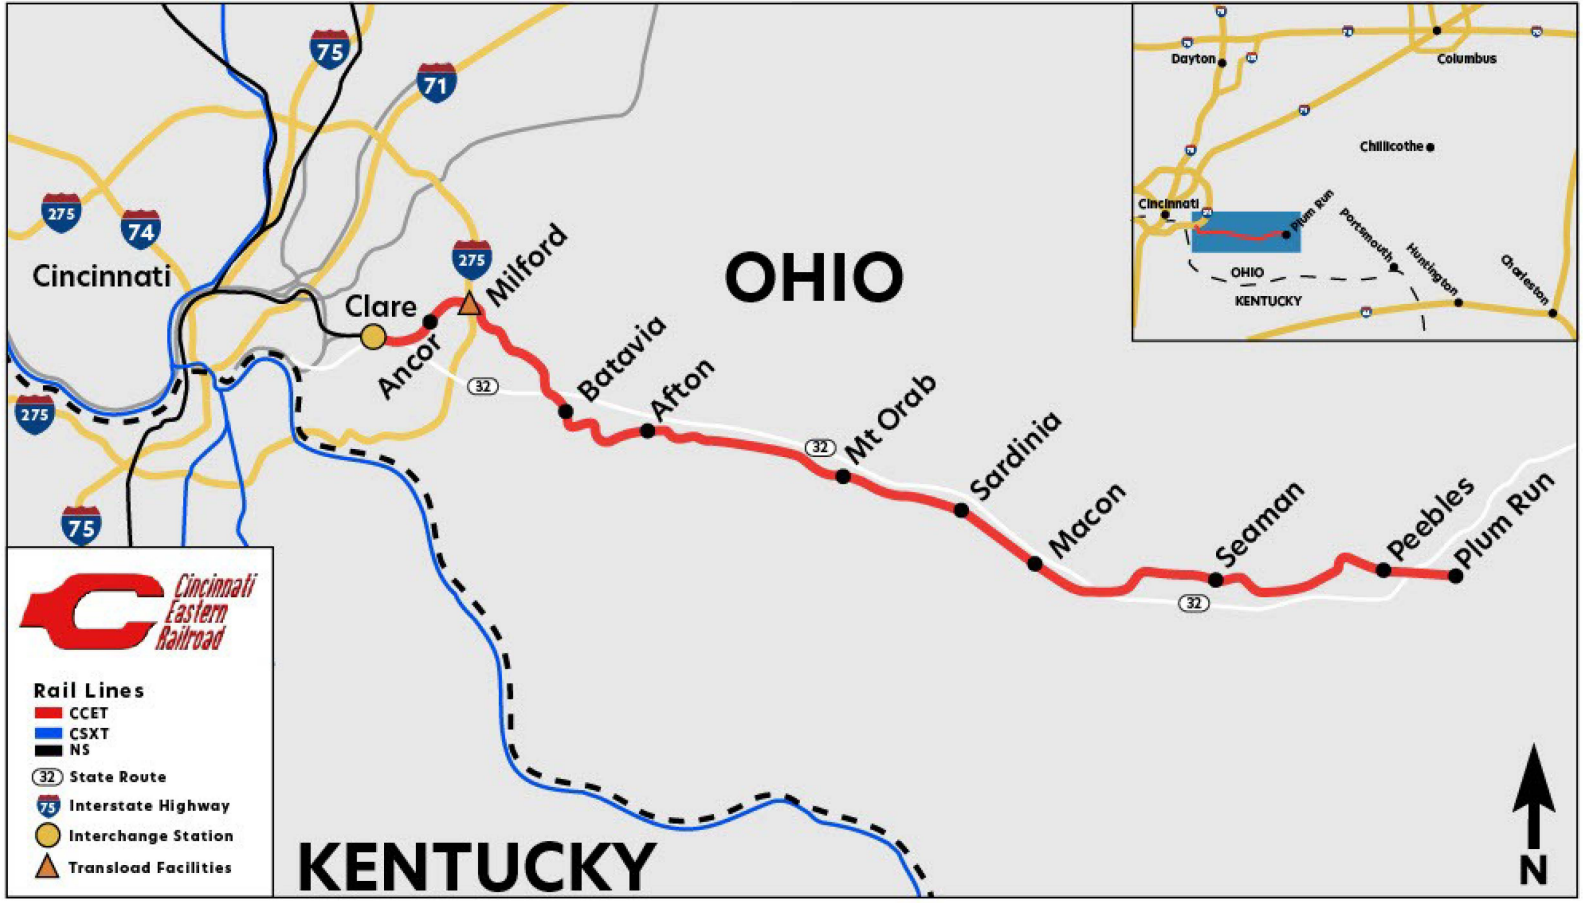 75
71
275
74
275
Cincinnati
Milford
Clare
Ancor
OHIO
32
Batavia
Afton
275
32
Mt Orab
Sardinia
Macon
Seaman
Peebles
Plum Run
32
75
KENTUCKY
N
Cincinnati
Eastern
Railroad
Rail Lines
CCET
CSXT
NS
32 State Route
75 Interstate Highway
Interchange Station
Transload Facilities
Dayton
Columbus
Chillicothe
Cincinnati
Plum Run
Portsmouth
Huntington
Charleston
OHIO
KENTUCKY